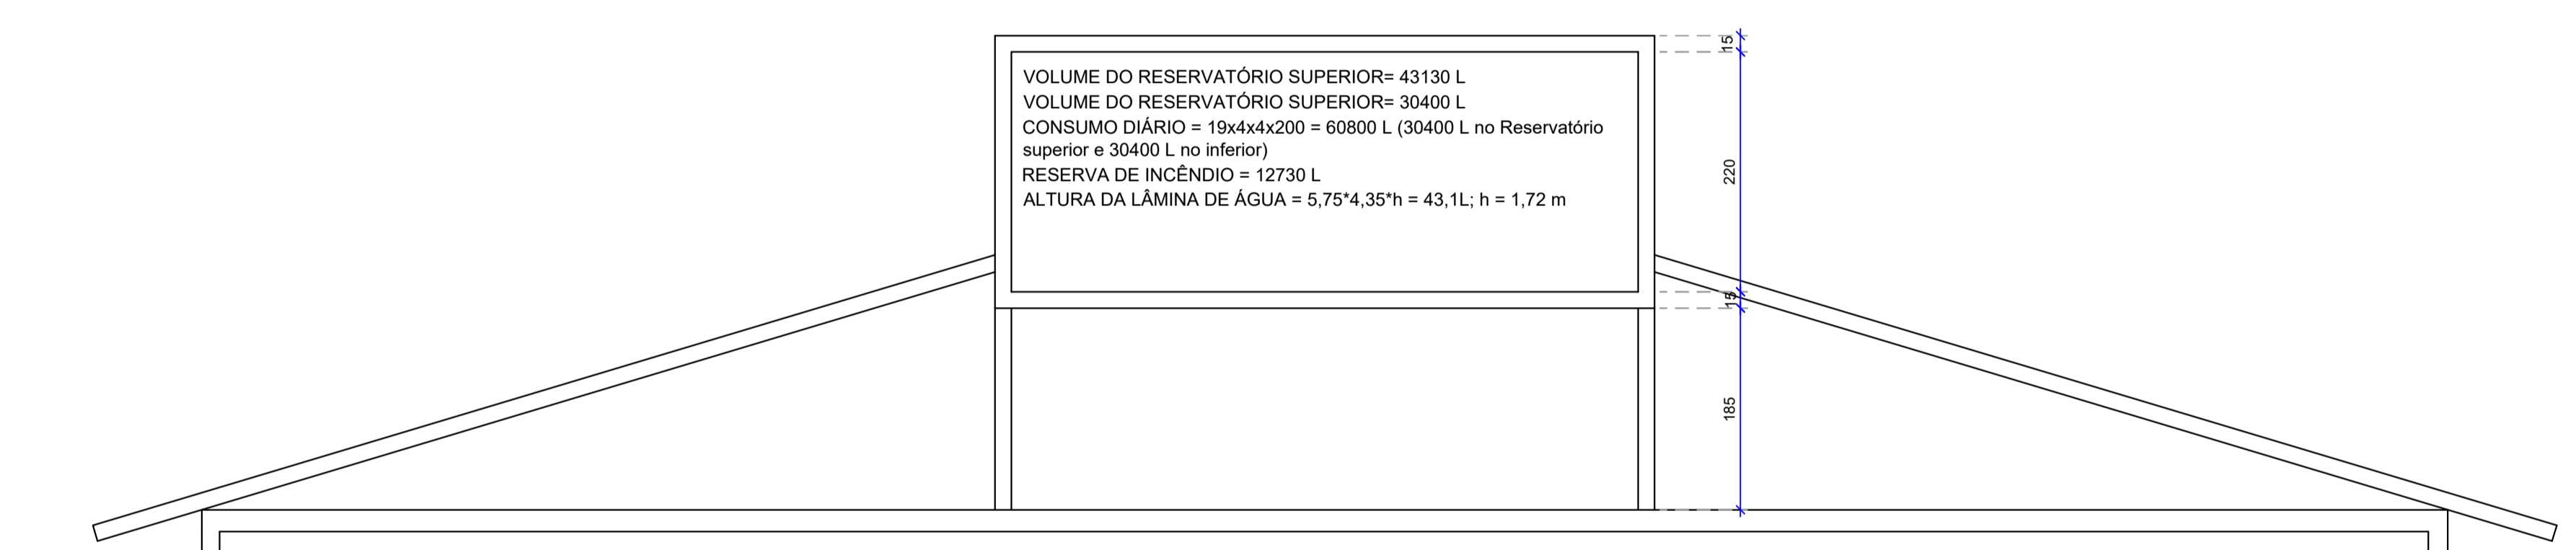 15
VOLUME DO RESERVATÓRIO SUPERIOR= 43130 L
VOLUME DO RESERVATÓRIO SUPERIOR= 30400 L
CONSUMO DIÁRIO = 19x4x4x200 = 60800 L (30400 L no Reservatório
superior e 30400 L no inferior)
RESERVA DE INCÊNDIO = 12730 L
ALTURA DA LÂMINA DE ÁGUA = 5,75*4,35*h = 43,1L; h = 1,72 m
220
15
185